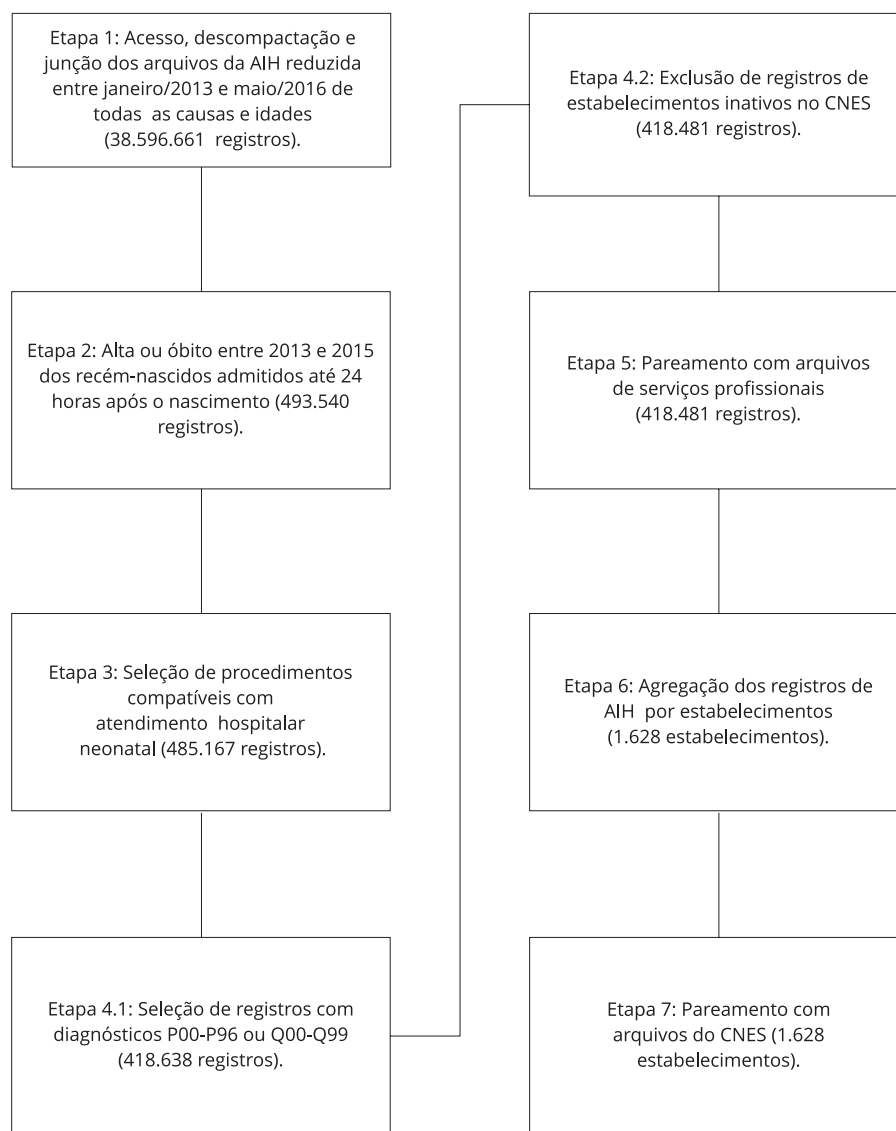 Etapa 1: Acesso, descompactação e
junção dos arquivos da AIH reduzida
entre janeiro/2013 e maio/2016 de
todas as causas e idades
(38.596.661 registros).
Etapa 2: Alta ou óbito entre 2013 e 2015
dos recém-nascidos admitidos até 24
horas após o nascimento (493.540
registros).
Etapa 3: Seleção de procedimentos
compatíveis com
atendimento hospitalar
neonatal (485.167 registros).
Etapa 4.1: Seleção de registros com
diagnósticos P00-P96 ou Q00-Q99
(418.638 registros).
Etapa 4.2: Exclusão de registros de
estabelecimentos inativos no CNES
(418.481 registros).
Etapa 5: Pareamento com arquivos
de serviços profissionais
(418.481 registros).
Etapa 6: Agregação dos registros de
AIH por estabelecimentos
(1.628 estabelecimentos).
Etapa 7: Pareamento com
arquivos do CNES (1.628
estabelecimentos).